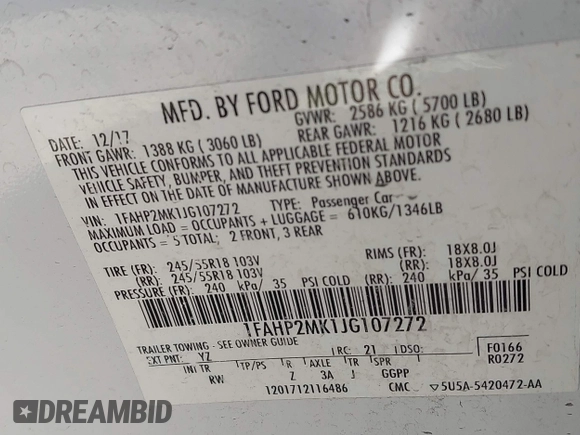 MFD. BY FORD MOTOR CO.
DATE: 12/17 GVWR: 2586 KG ( 5700 LB)
FRONT GAWR: 1388 KG ( 3060 LB) REAR GAWR: 1216 KG ( 2680 LB)
THIS VEHICLE CONFORMS TO ALL APPLICABLE FEDERAL MOTOR
VEHICLE SAFETY, BUMPER, AND THEFT PREVENTION STANDARDS
IN EFFECT ON THE DATE OF MANUFACTURE SHOWN ABOVE.
VIN: 1FAHP2MK1JG107272 TYPE: Passenger Car
MAXIMUM LOAD = OCCUPANTS + LUGGAGE = 610KG/1346LB
OCCUPANTS = 5 TOTAL; 2 FRONT, 3 REAR
TIRE (FR): 245/55R18 103V RIMS (FR): 18X8.0J
(RR): 245/55R18 103V (RR): 18X8.0J
PRESSURE (FR): 240 kPa/ 35 PSI COLD (RR): 240 kPa/ 35 PSI COLD
1FAHP2MK1JG107272
TRAILER TOWING - SEE OWNER GUIDE
EXT PNT: YZ RC: 21 DSO: F0166
INT TR TP/PS R AXLE TR SPR R0272
RW Z 3A J GGPP
1201712116486 CMC ▽5U5A-5420472-AA
DREAMBID